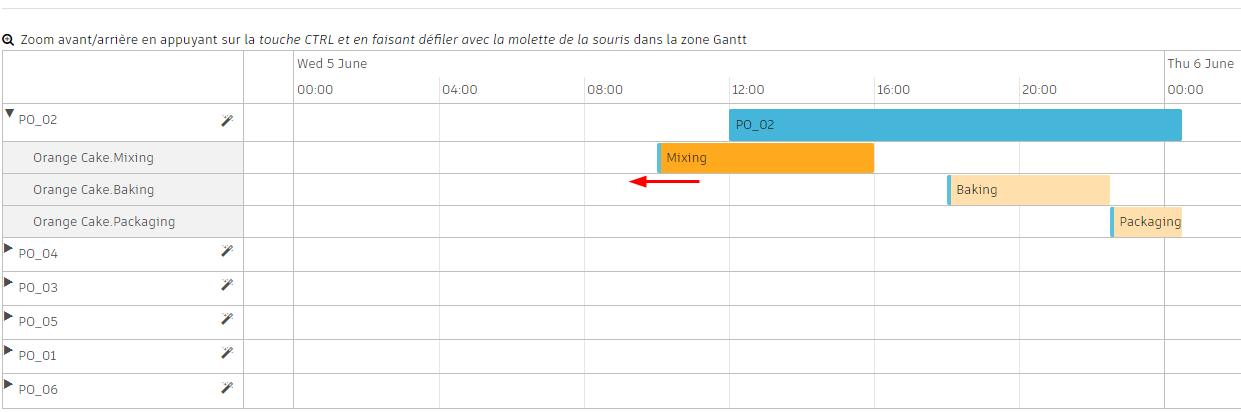 Zoom avant/arrière en appuyant sur la touche CTRL et en faisant défiler avec la molette de la souris dans la zone Gantt
Wed 5 June
Thu 6 June
00:00
04:00
08:00
12:00
16:00
20:00
00:00
PO_02
PO_02
Orange Cake.Mixing
Mixing
Orange Cake.Baking
Baking
Orange Cake.Packaging
Packaging
PO_04
PO_03
PO_05
PO_01
PO_06